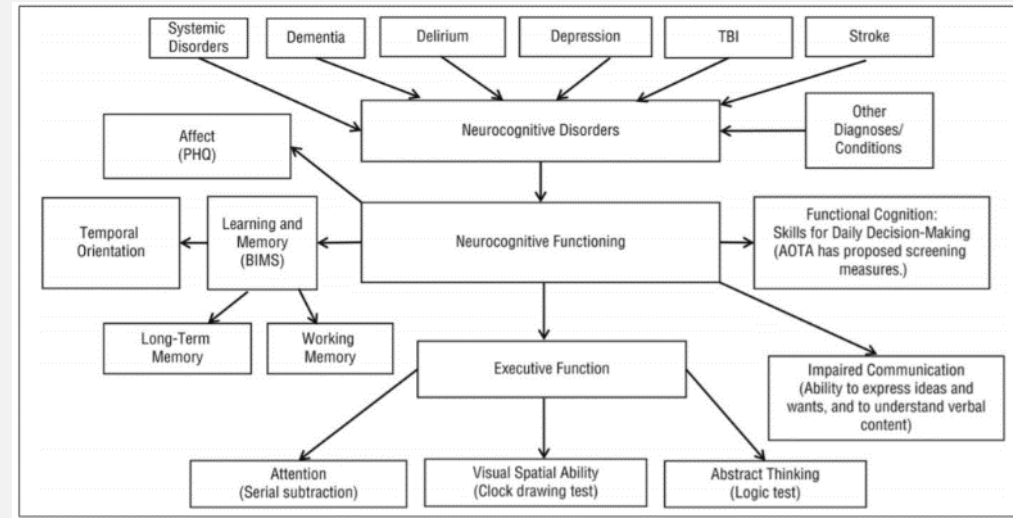 Systemic
Disorders
Dementia
Delirium
Depression
TBI
Stroke
Neurocognitive Disorders
Other
Diagnoses/
Conditions
Affect
(PHQ)
Temporal
Orientation
Learning and
Memory
(BIMS)
Neurocognitive Functioning
Functional Cognition:
Skills for Daily Decision-Making
(AOTA has proposed screening
measures.)
Long-Term
Memory
Working
Memory
Executive Function
Impaired Communication
(Ability to express ideas and
wants, and to understand verbal
content)
Attention
(Serial subtraction)
Visual Spatial Ability
(Clock drawing test)
Abstract Thinking
(Logic test)